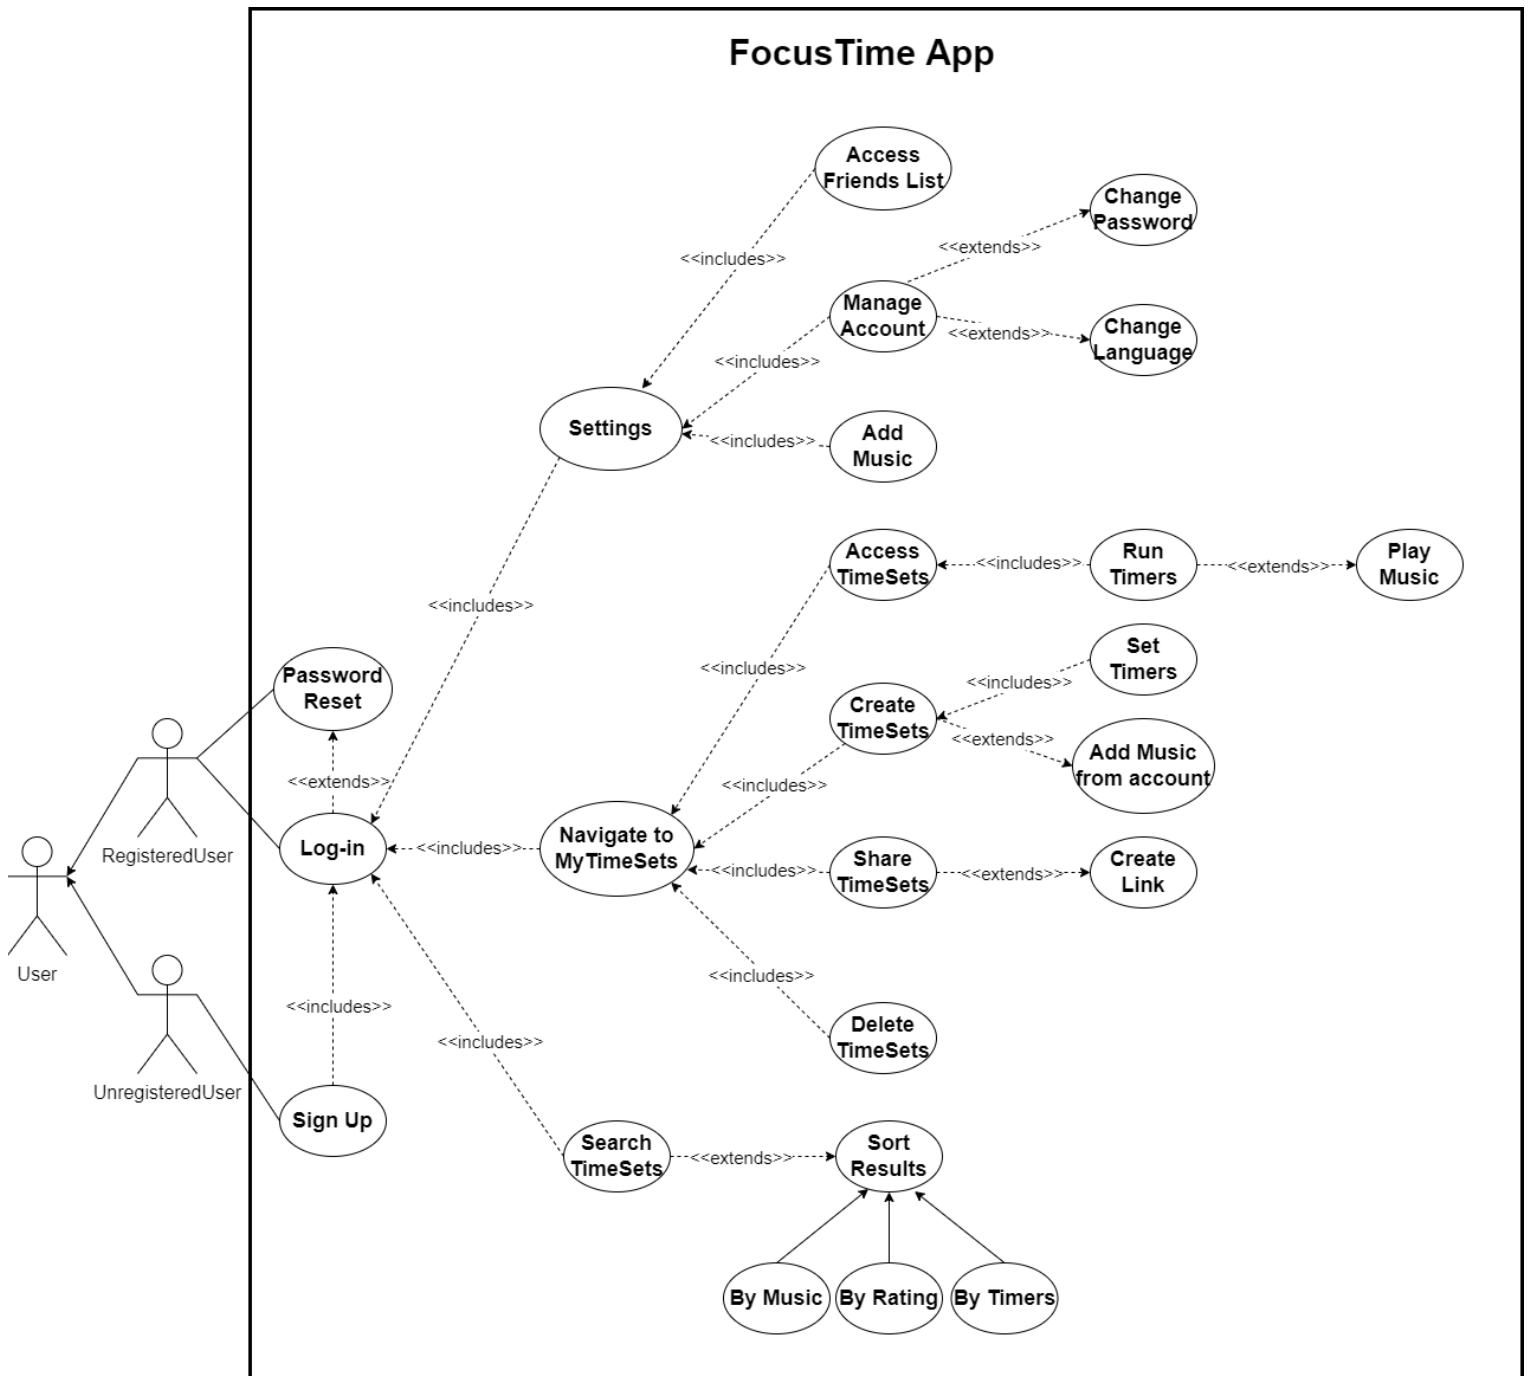 FocusTime App
Access
Friends List
Change
Password
<<extends>>
<<includes>>
Manage
Account
Change
Language
<<extends>>
<<includes>>
Settings
Add
Music
<<includes>>
Access
TimeSets
<<includes>>
Run
Timers
<<extends>>
Play
Music
<<includes>>
Set
Timers
<<includes>>
<<includes>>
Password
Reset
Create
TimeSets
<<extends>>
Add Music
from account
<<extends>>
<<includes>>
Log-in
<<includes>>
Navigate to
MyTimeSets
<<includes>>
Share
TimeSets
<<extends>>
Create
Link
RegisteredUser
User
<<includes>>
<<includes>>
<<includes>>
Delete
TimeSets
UnregisteredUser
Sign Up
Search
TimeSets
<<extends>>
Sort
Results
By Music
By Rating
By Timers